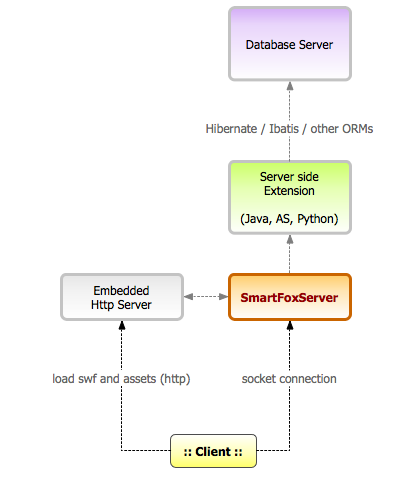 Database Server
Hibernate / Ibatis / other ORMs
Server side
Extension
(Java, AS, Python)
Embedded
Http Server
SmartFoxServer
load swf and assets (http)
socket connection
:: Client ::